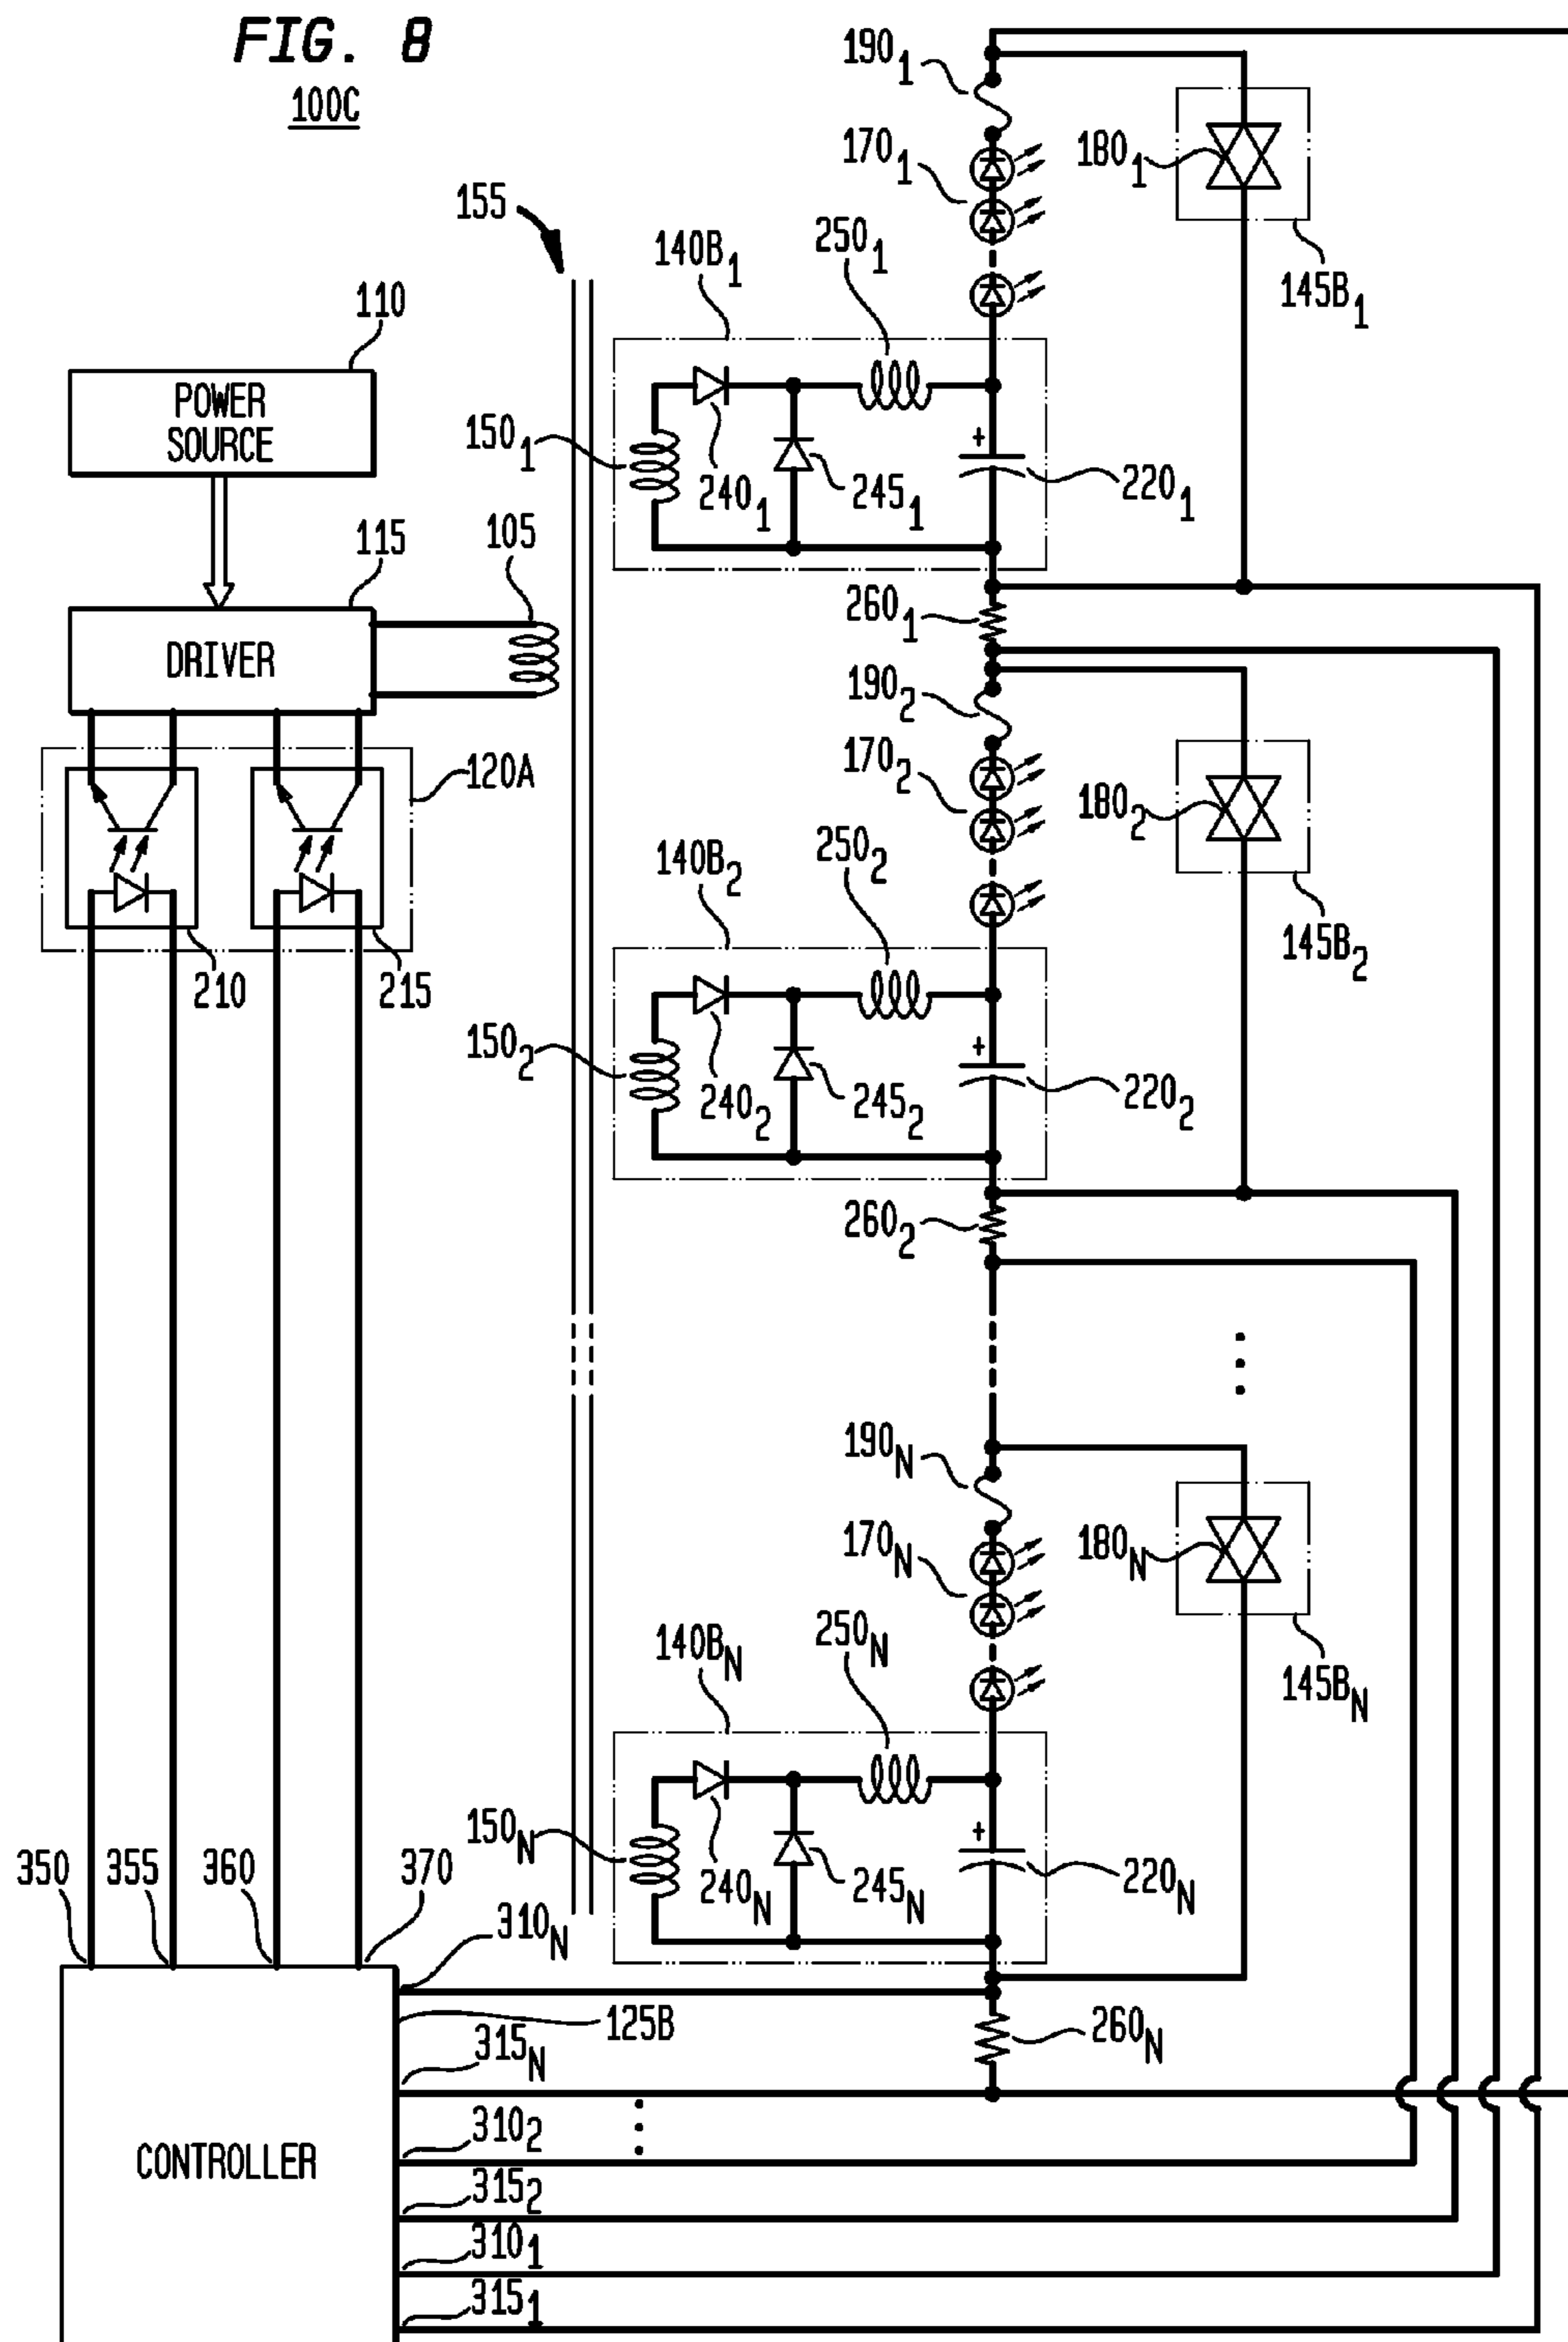 FIG. 8
100C
190₁
170₁
180₁
145B₁
155
140B₁
250₁
110
POWER
SOURCE
150₁
240₁
245₁
220₁
115
105
DRIVER
260₁
190₂
170₂
180₂
145B₂
120A
210
215
140B₂
250₂
150₂
240₂
245₂
220₂
260₂
190N
170N
180N
145BN
140BN
250N
150N
240N
245N
220N
350
355
360
370
310N
125B
260N
315N
310₂
CONTROLLER
315₂
310₁
315₁